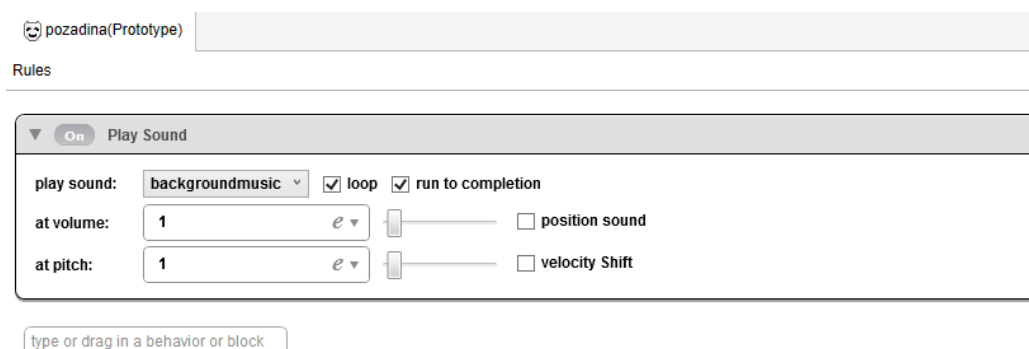 pozadina(Prototype)
Rules
On Play Sound
play sound: backgroundmusic loop run to completion
at volume: 1 e position sound
at pitch: 1 e velocity Shift
type or drag in a behavior or block